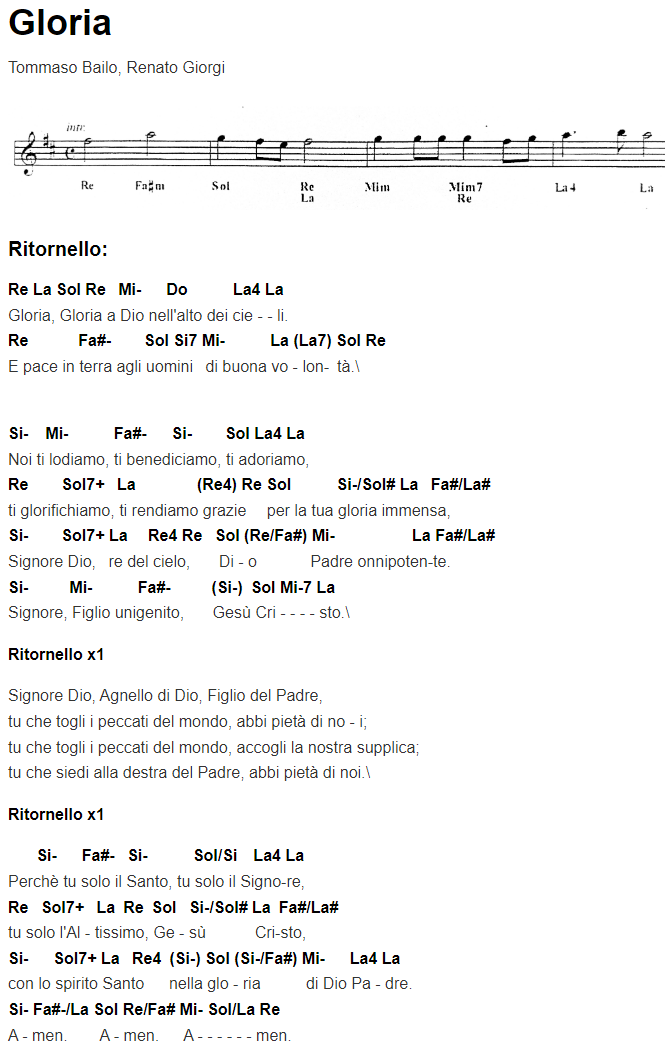 Gloria
Tommaso Bailo, Renato Giorgi
intr.
Re Fa#m Sol Re Mim Mim7 La4 La
La Re
Ritornello:
Re La Sol Re Mi- Do La4 La
Gloria, Gloria a Dio nell'alto dei cie - - li.
Re Fa#- Sol Si7 Mi- La (La7) Sol Re
E pace in terra agli uomini di buona vo - lon- tà.\
Si- Mi- Fa#- Si- Sol La4 La
Noi ti lodiamo, ti benediciamo, ti adoriamo,
Re Sol7+ La (Re4) Re Sol Si-/Sol# La Fa#/La#
ti glorifichiamo, ti rendiamo grazie per la tua gloria immensa,
Si- Sol7+ La Re4 Re Sol (Re/Fa#) Mi- La Fa#/La#
Signore Dio, re del cielo, Di - o Padre onnipoten-te.
Si- Mi- Fa#- (Si-) Sol Mi-7 La
Signore, Figlio unigenito, Gesù Cri - - - - sto.\
Ritornello x1
Signore Dio, Agnello di Dio, Figlio del Padre,
tu che togli i peccati del mondo, abbi pietà di no - i;
tu che togli i peccati del mondo, accogli la nostra supplica;
tu che siedi alla destra del Padre, abbi pietà di noi.\
Ritornello x1
Si- Fa#- Si- Sol/Si La4 La
Perchè tu solo il Santo, tu solo il Signo-re,
Re Sol7+ La Re Sol Si-/Sol# La Fa#/La#
tu solo l'Al - tissimo, Ge - sù Cri-sto,
Si- Sol7+ La Re4 (Si-) Sol (Si-/Fa#) Mi- La4 La
con lo spirito Santo nella glo - ria di Dio Pa - dre.
Si- Fa#-/La Sol Re/Fa# Mi- Sol/La Re
A - men. A - men. A - - - - - - men.